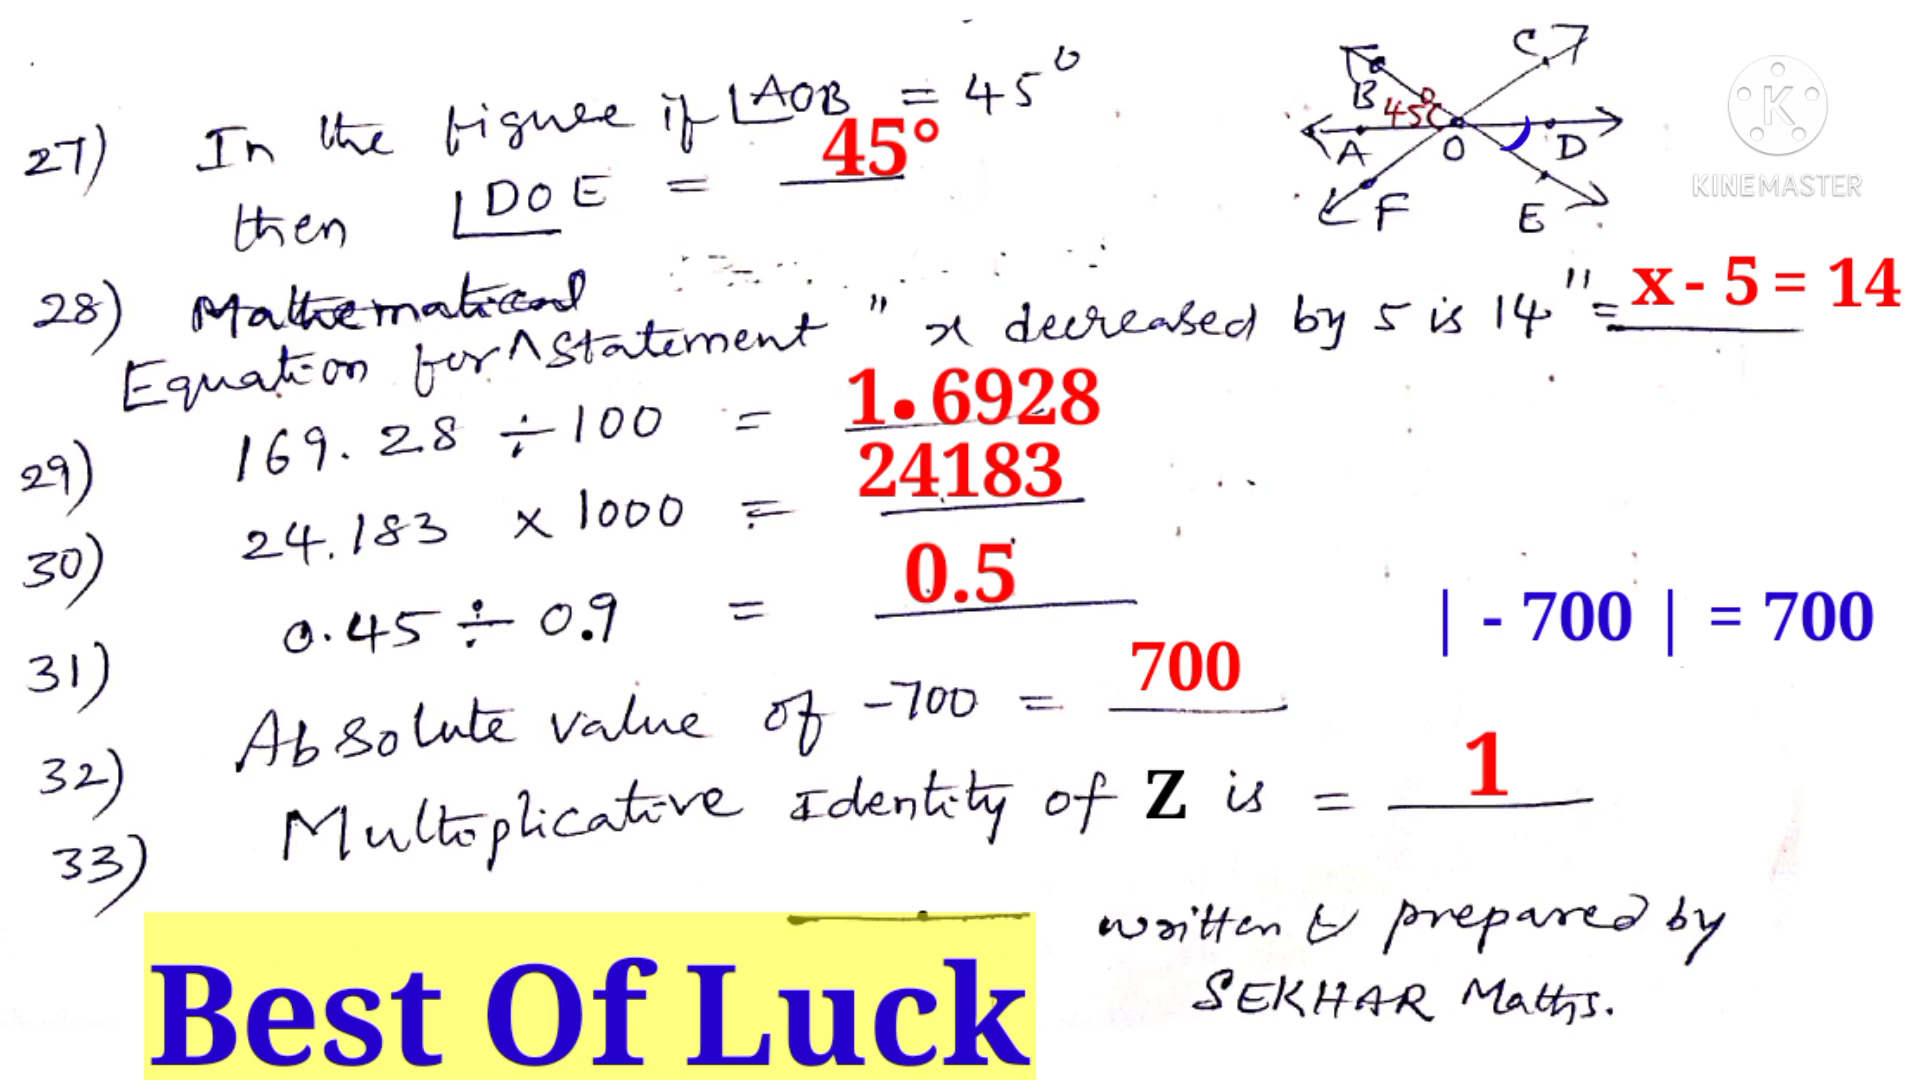 27) In the figure if ∠AOB = 45°
then ∠DOE = 45°
B C
45°
A O D
F E
KINEMASTER
28) Mathematical
Equation for ^ Statement " x decreased by 5 is 14 " = x - 5 = 14
29) 169.28 ÷ 100 = 1.6928
30) 24.183 × 1000 = 24183
31) 0.45 ÷ 0.9 = 0.5
| - 700 | = 700
32) Absolute value of -700 = 700
33) Multiplicative Identity of Z is = 1
written & prepared by
SEKHAR Maths.
Best Of Luck